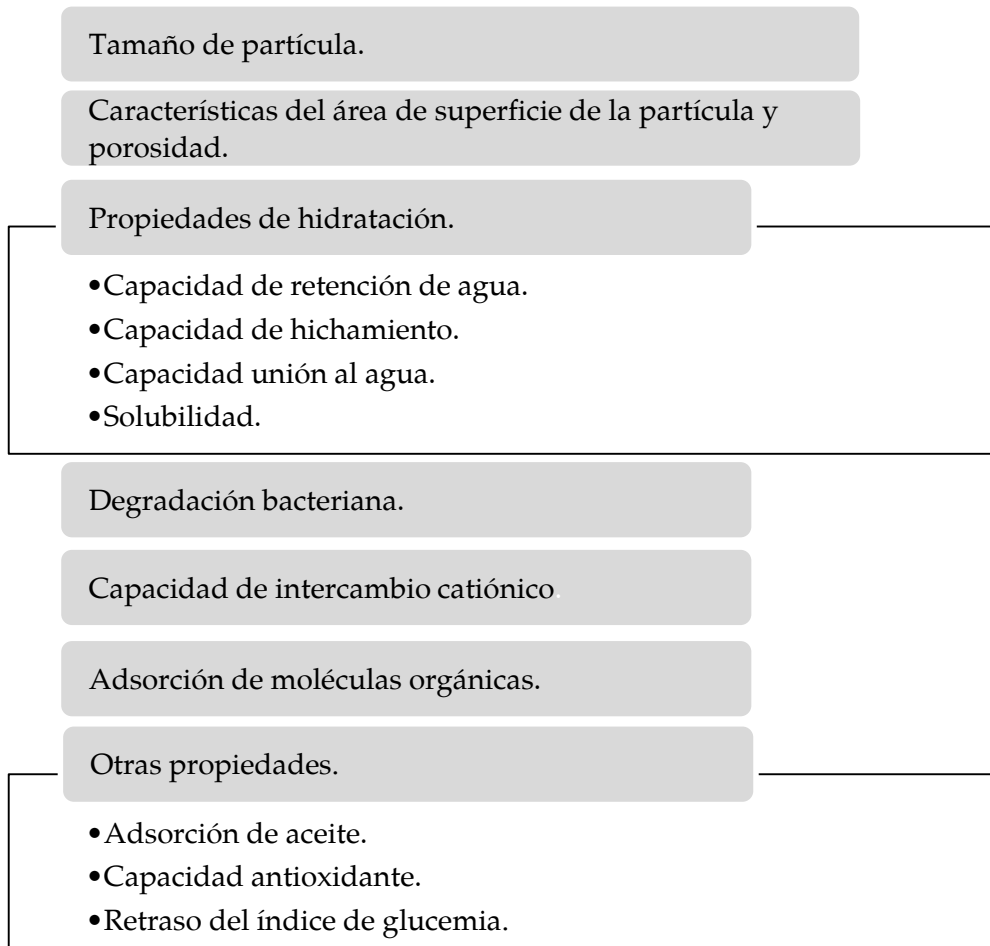 Tamaño de partícula.
Características del área de superficie de la partícula y
porosidad.
Propiedades de hidratación.
•Capacidad de retención de agua.
•Capacidad de hichamiento.
•Capacidad unión al agua.
•Solubilidad.
Degradación bacteriana.
Capacidad de intercambio catiónico.
Adsorción de moléculas orgánicas.
Otras propiedades.
•Adsorción de aceite.
•Capacidad antioxidante.
•Retraso del índice de glucemia.